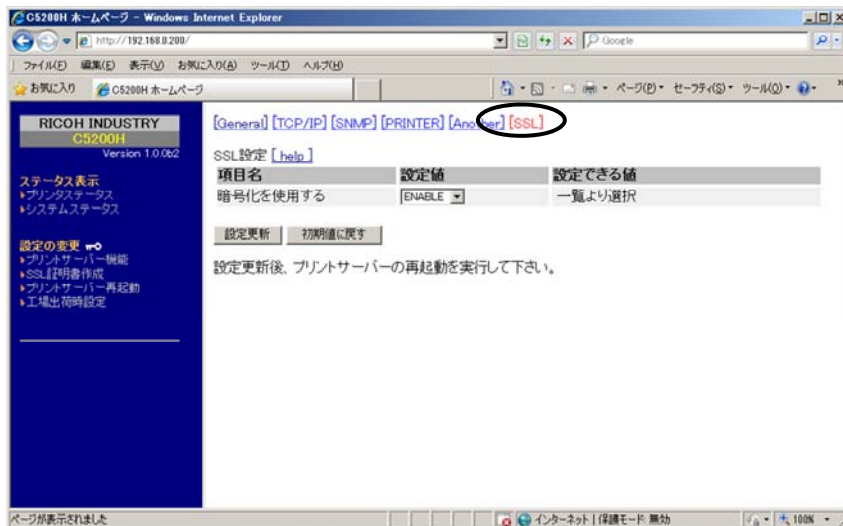 C5200H ホームページ - Windows Internet Explorer
http://192.168.0.200/
Google
ファイル(F) 編集(E) 表示(V) お気に入り(A) ツール(T) ヘルプ(H)
お気に入り C5200H ホームページ ページ(P) セーフティ(S) ツール(O)
RICOH INDUSTRY
C5200H
Version 1.0.0b2
ステータス表示
プリンタステータス
システムステータス
設定の変更
プリントサーバー機能
SSL証明書作成
プリントサーバー再起動
工場出荷時設定
[General] [TCP/IP] [SNMP] [PRINTER] [Another] [SSL]
SSL設定 [ help ]
項目名 設定値 設定できる値
暗号化を使用する ENABLE 一覧より選択
設定更新 初期値に戻す
設定更新後、プリントサーバーの再起動を実行して下さい。
ページが表示されました インターネット | 保護モード: 無効 100%